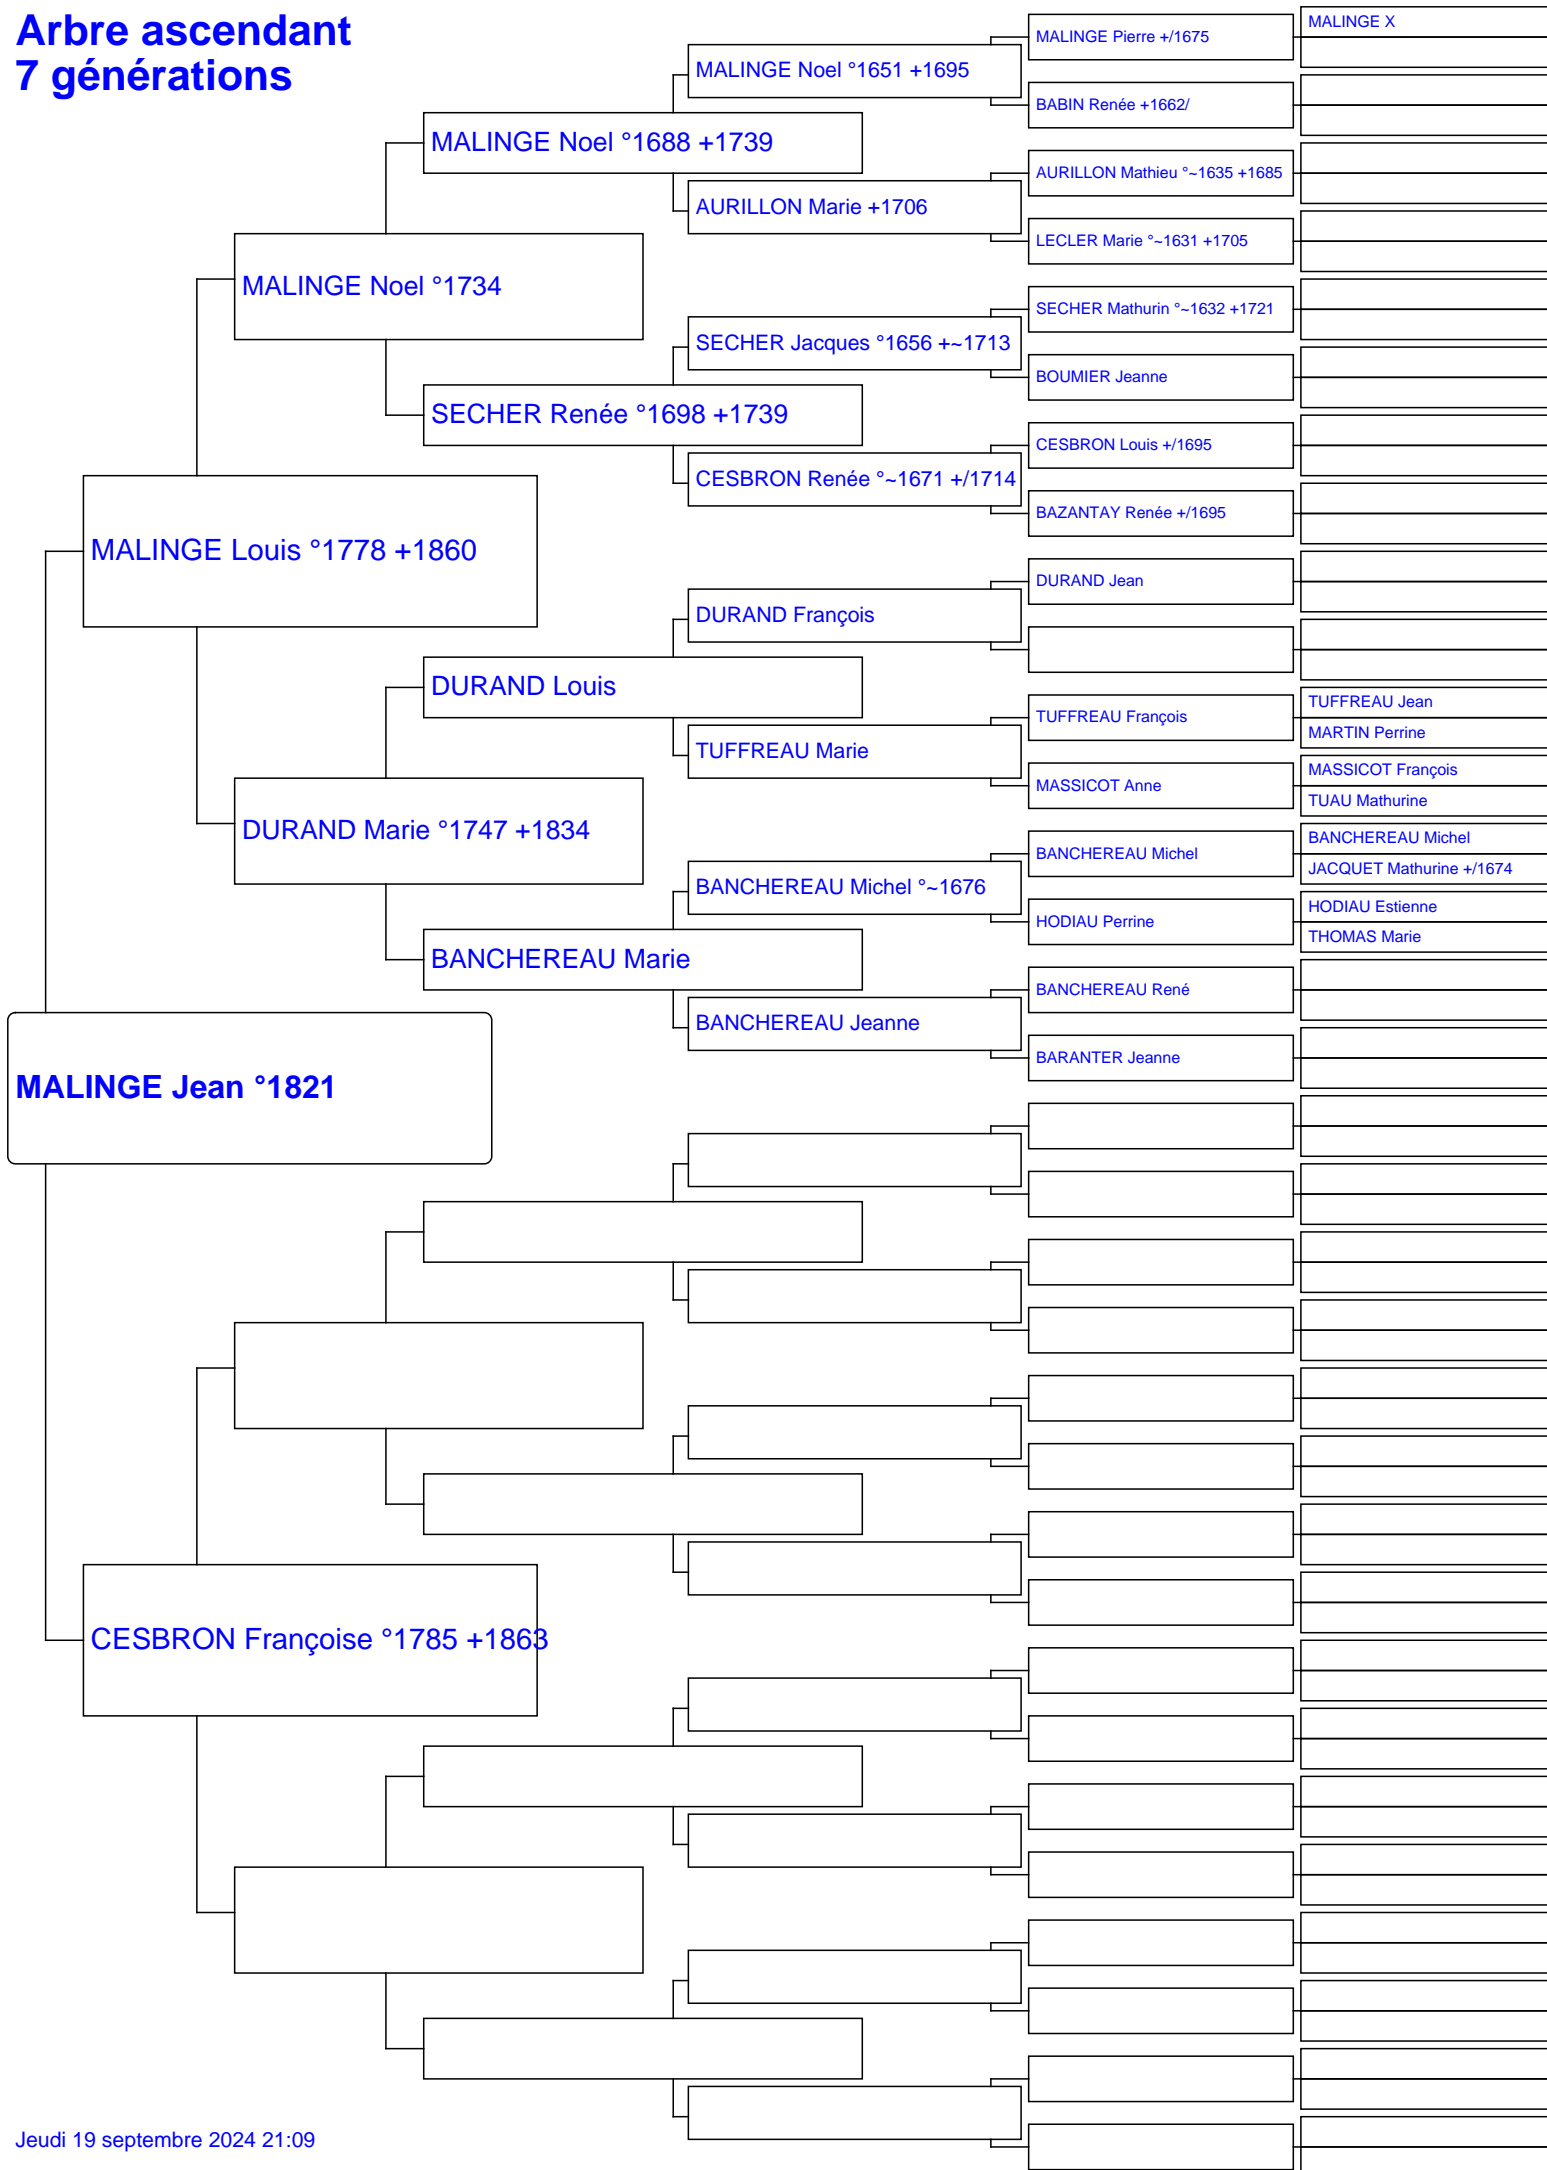 Arbre ascendant
7 générations
MALINGE Jean °1821
MALINGE Louis °1778 +1860
CESBRON Françoise °1785 +1863
MALINGE Noel °1734
DURAND Marie °1747 +1834
MALINGE Noel °1688 +1739
SECHER Renée °1698 +1739
DURAND Louis
BANCHEREAU Marie
MALINGE Noel °1651 +1695
AURILLON Marie +1706
SECHER Jacques °1656 +~1713
CESBRON Renée °~1671 +/1714
DURAND François
TUFFREAU Marie
BANCHEREAU Michel °~1676
BANCHEREAU Jeanne
MALINGE Pierre +/1675
BABIN Renée +1662/
AURILLON Mathieu °~1635 +1685
LECLER Marie °~1631 +1705
SECHER Mathurin °~1632 +1721
BOUMIER Jeanne
CESBRON Louis +/1695
BAZANTAY Renée +/1695
DURAND Jean
TUFFREAU François
MASSICOT Anne
BANCHEREAU Michel
HODIAU Perrine
BANCHEREAU René
BARANTER Jeanne
MALINGE X
TUFFREAU Jean
MARTIN Perrine
MASSICOT François
TUAU Mathurine
BANCHEREAU Michel
JACQUET Mathurine +/1674
HODIAU Estienne
THOMAS Marie
Jeudi 19 septembre 2024 21:09